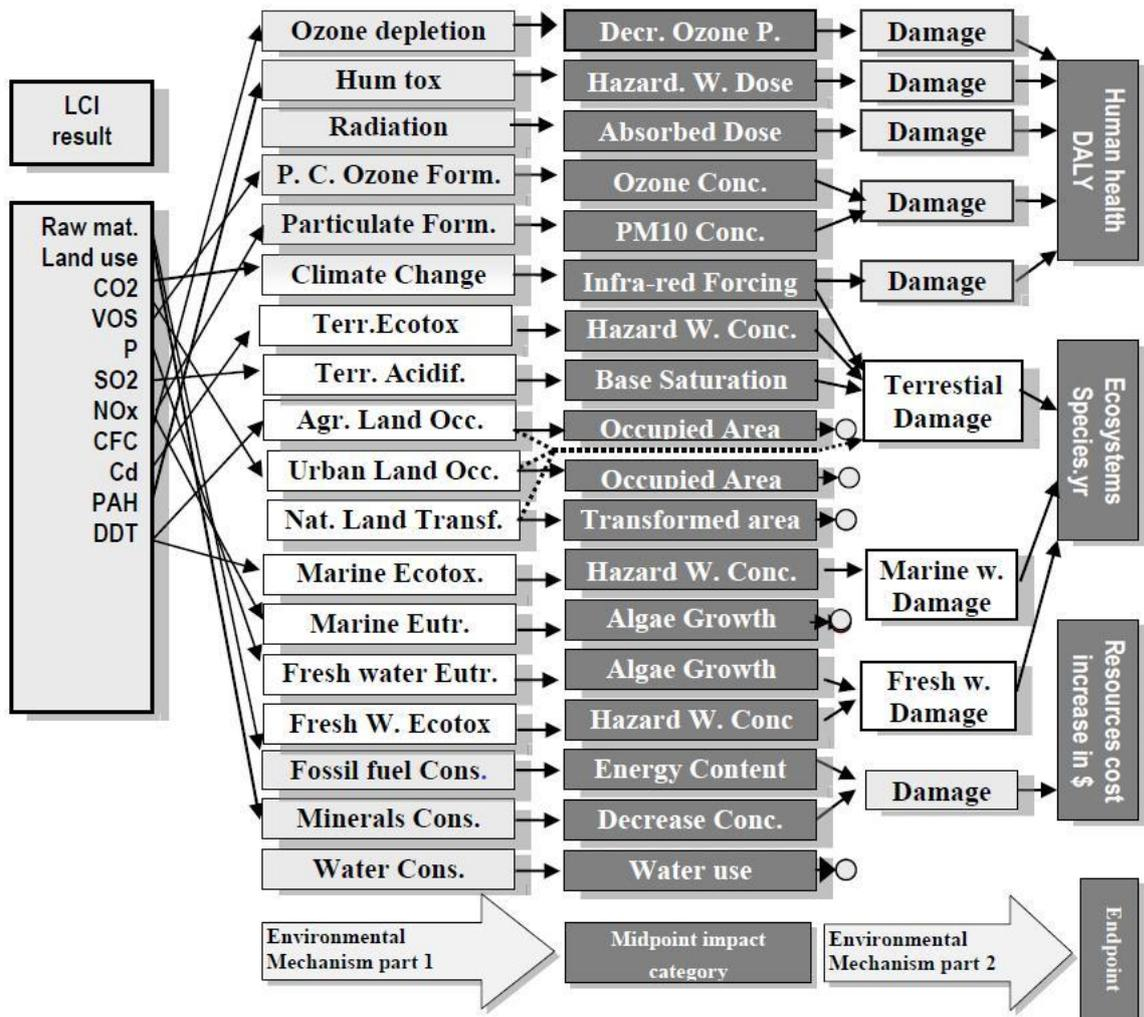 LCI
result
Raw mat.
Land use
CO2
VOS
P
SO2
NOx
CFC
Cd
PAH
DDT
Ozone depletion
Hum tox
Radiation
P. C. Ozone Form.
Particulate Form.
Climate Change
Terr.Ecotox
Terr. Acidif.
Agr. Land Occ.
Urban Land Occ.
Nat. Land Transf.
Marine Ecotox.
Marine Eutr.
Fresh water Eutr.
Fresh W. Ecotox
Fossil fuel Cons.
Minerals Cons.
Water Cons.
Decr. Ozone P.
Hazard. W. Dose
Absorbed Dose
Ozone Conc.
PM10 Conc.
Infra-red Forcing
Hazard W. Conc.
Base Saturation
Occupied Area
Occupied Area
Transformed area
Hazard W. Conc.
Algae Growth
Algae Growth
Hazard W. Conc
Energy Content
Decrease Conc.
Water use
Damage
Damage
Damage
Damage
Damage
Terrestial
Damage
Marine w.
Damage
Fresh w.
Damage
Damage
Human health
DALY
Ecosystems
Species.yr
Resources cost
increase in $
Environmental
Mechanism part 1
Midpoint impact
category
Environmental
Mechanism part 2
Endpoint